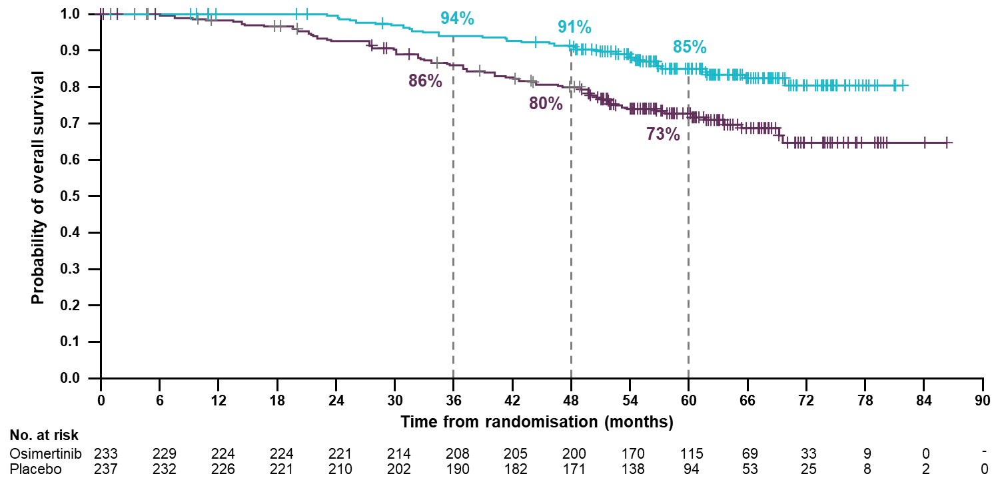 Probability of overall survival
1.0
0.9
0.8
0.7
0.6
0.5
0.4
0.3
0.2
0.1
0.0
94%
91%
85%
86%
80%
73%
0 6 12 18 24 30 36 42 48 54 60 66 72 78 84 90
Time from randomisation (months)
No. at risk
Osimertinib 233 229 224 224 221 214 208 205 200 170 115 69 33 9 0 -
Placebo 237 232 226 221 210 202 190 182 171 138 94 53 25 8 2 0